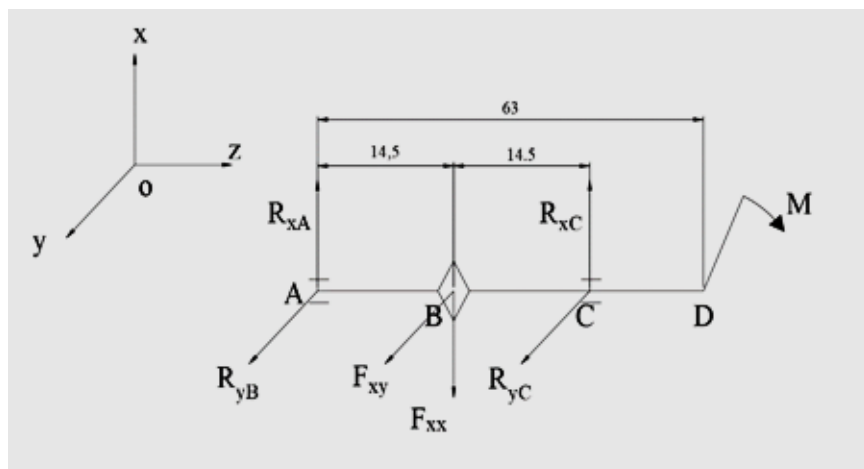 x
63
z
14,5
14.5
o
R_xA
R_xC
M
y
A
B
C
D
R_yB
F_xy
R_yC
F_xx